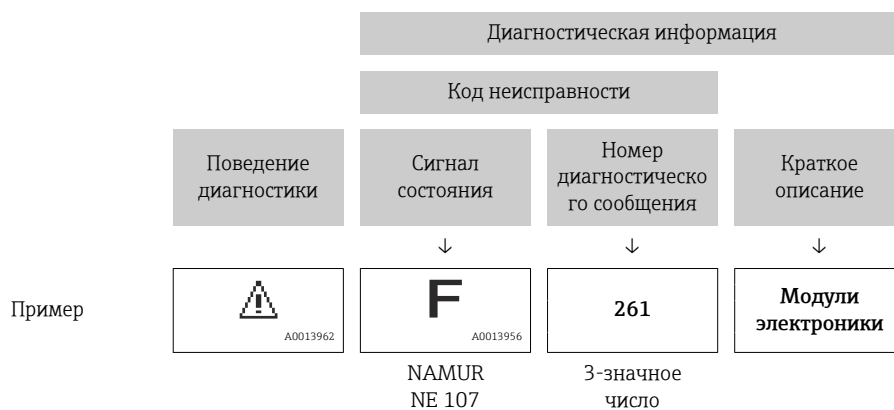 Диагностическая информация
Код неисправности
Поведение
диагностики
Сигнал
состояния
Номер
диагностическо
го сообщения
Краткое
описание
↓ ↓ ↓
Пример
A0013962
F
A0013956
261
Модули
электроники
NAMUR
NE 107
3-значное
число